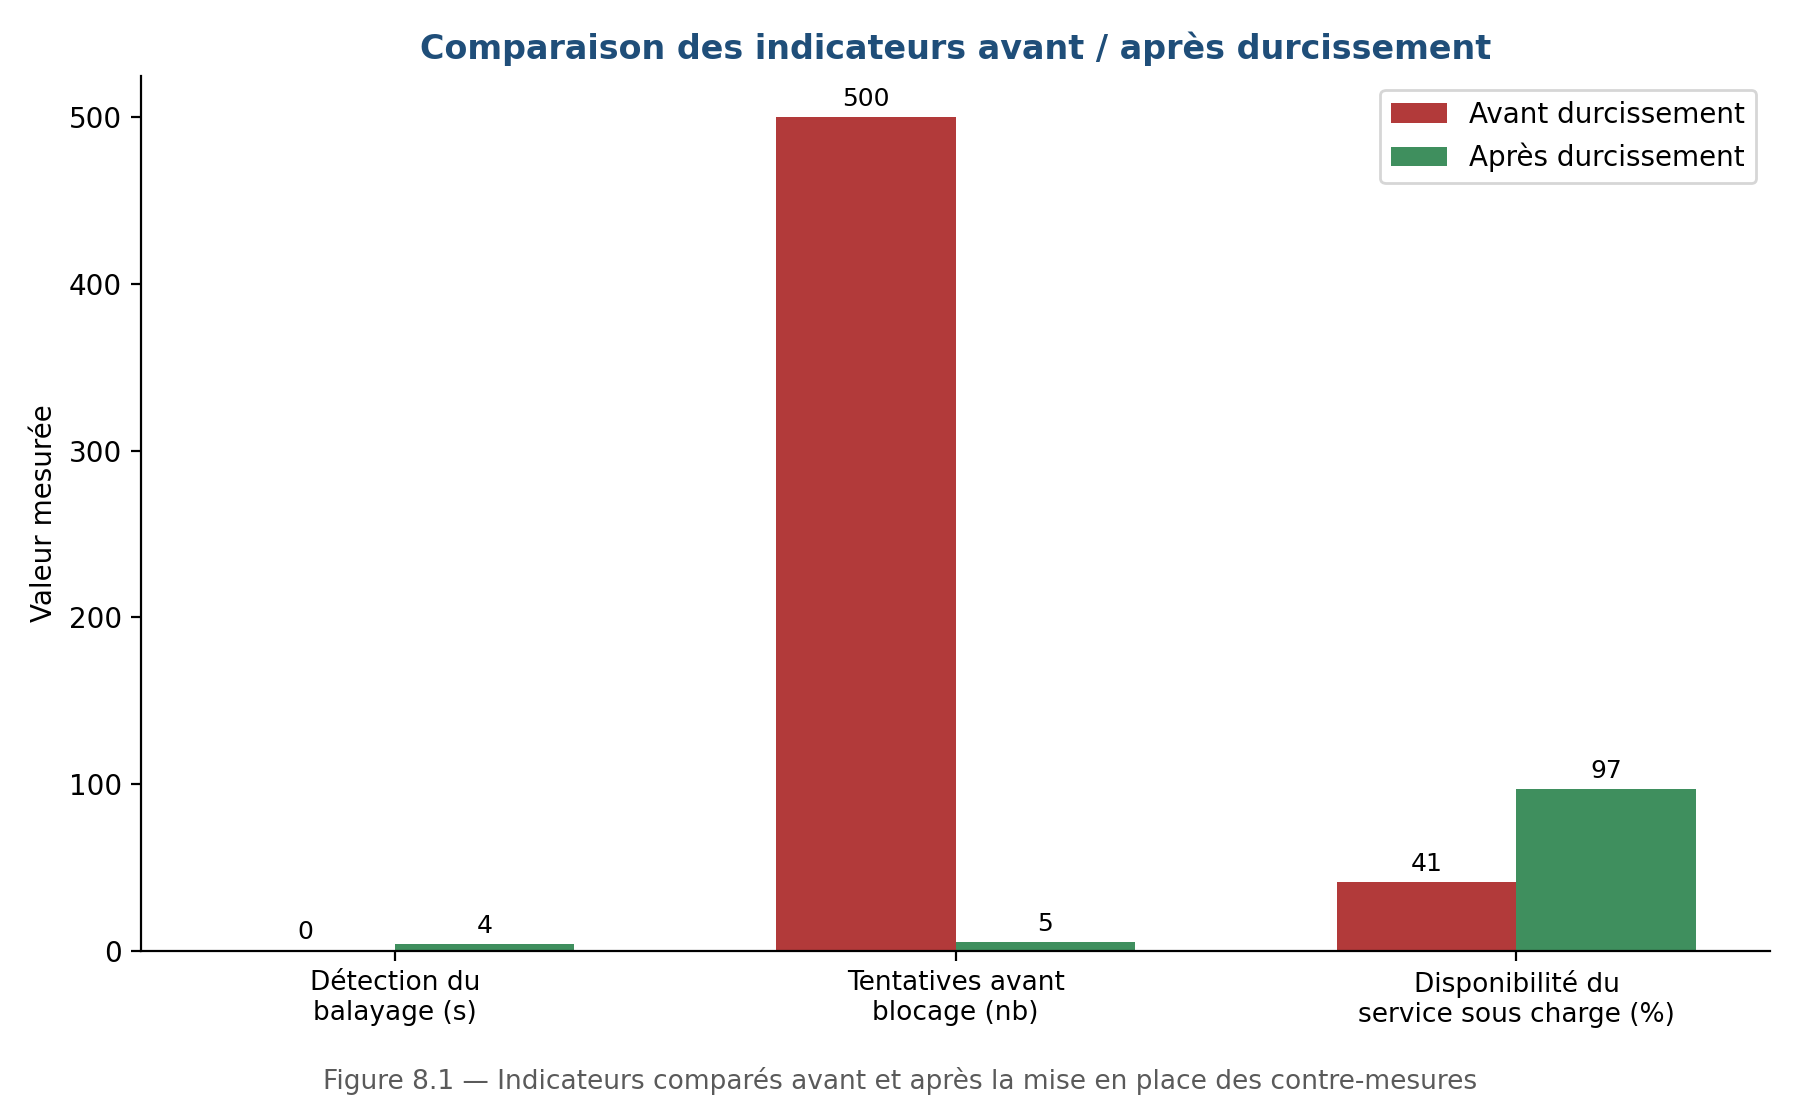 Comparaison des indicateurs avant / après durcissement
Avant durcissement
Après durcissement
Valeur mesurée
500
400
300
200
100
0
0
4
500
5
41
97
Détection du
balayage (s)
Tentatives avant
blocage (nb)
Disponibilité du
service sous charge (%)
Figure 8.1 — Indicateurs comparés avant et après la mise en place des contre-mesures